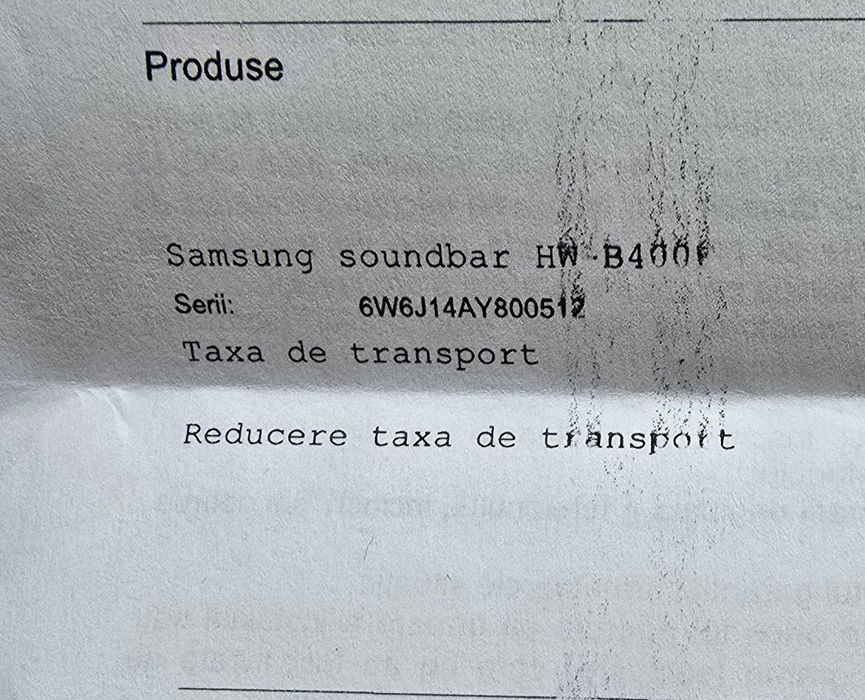 Produse
Samsung soundbar HW-B400F
Serii: 6W6J14AY800512
Taxa de transport
Reducere taxa de transport